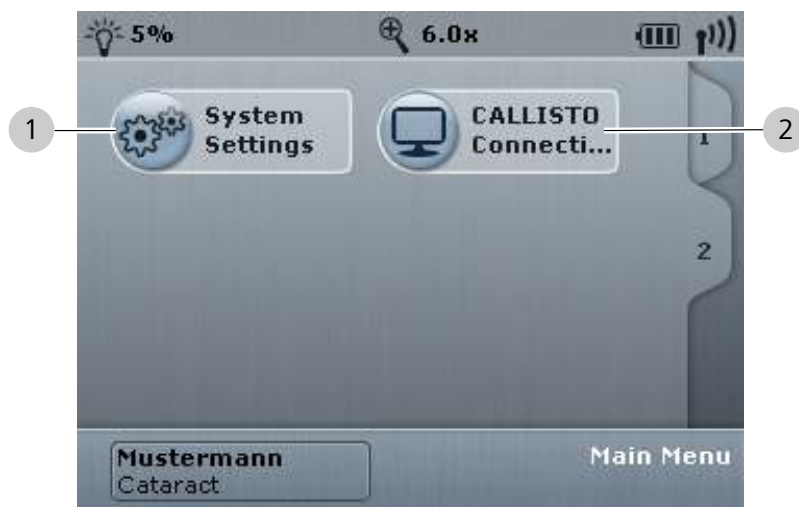 5%
6.0x
1
System
Settings
CALLISTO
Connecti...
2
1
2
Mustermann
Cataract
Main Menu